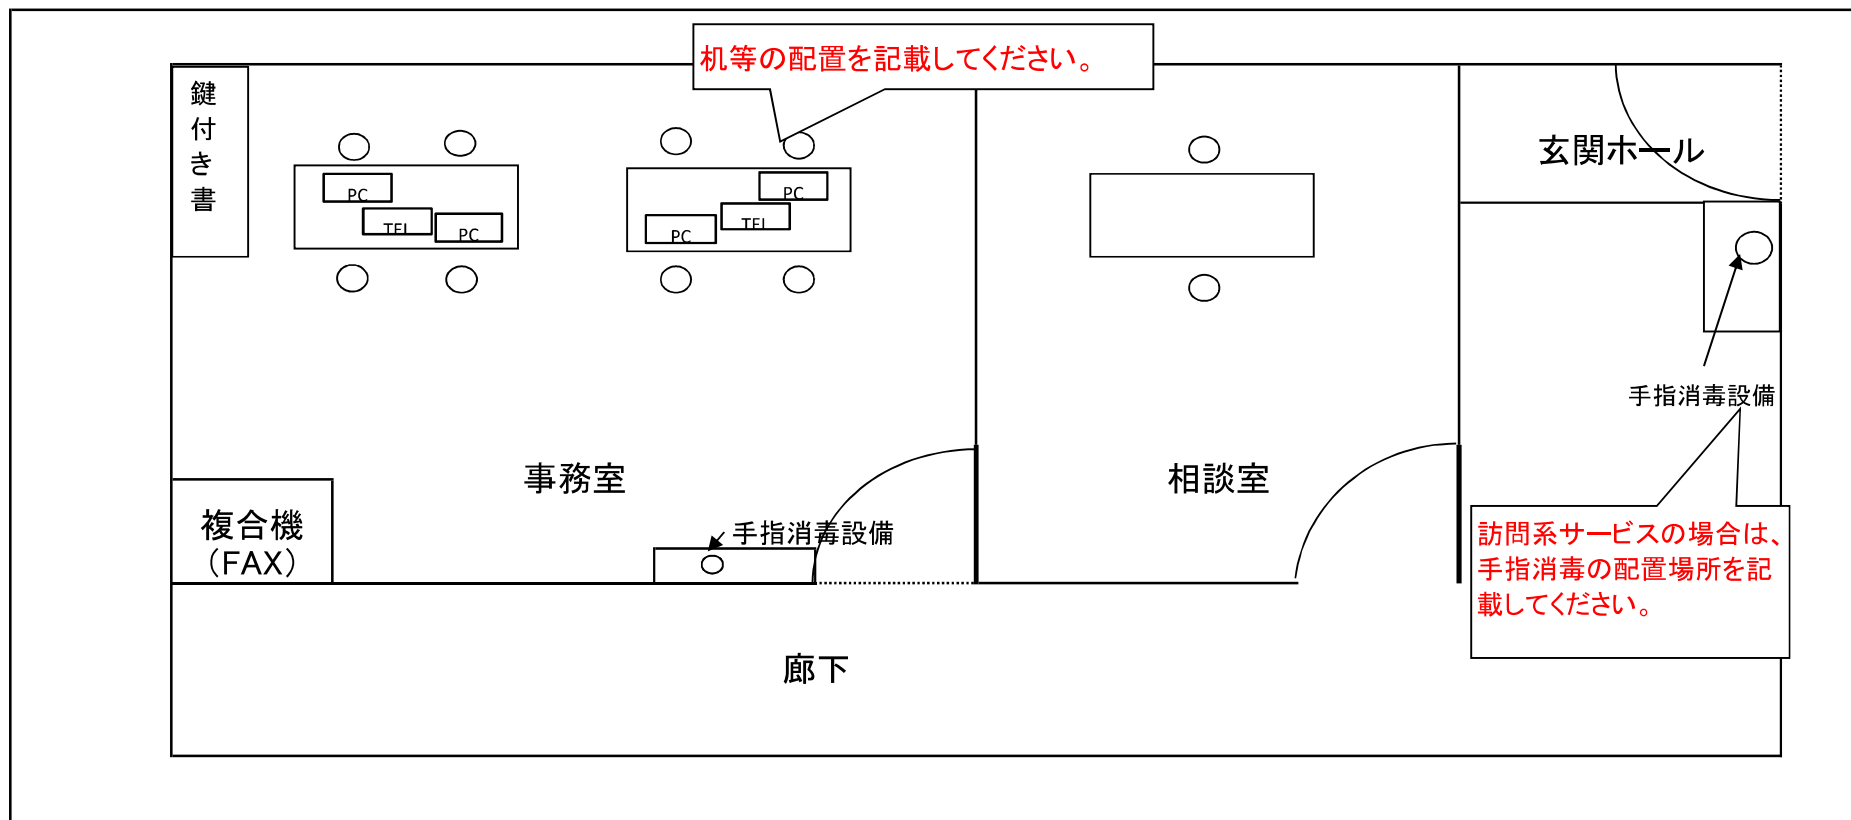 机等の配置を記載してください。
鍵
付
き
書
玄関ホール
PC
PC
PC
PC
手指消毒設備
事務室
相談室
複合機
（FAX）
手指消毒設備
訪問系サービスの場合は、
手指消毒の配置場所を記
載してください。
廊下